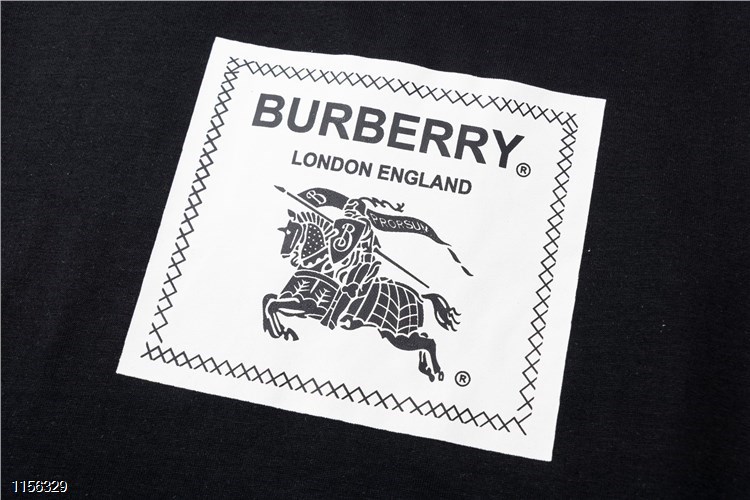 BURBERRY®
LONDON ENGLAND
B
PRORSUM
B
®
1156329